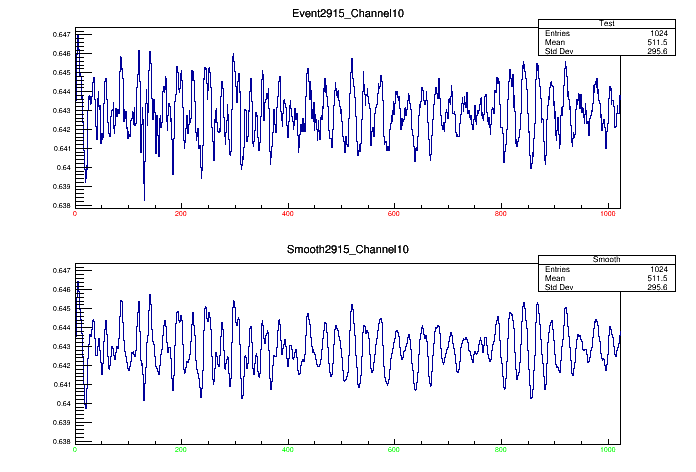 Event2915_Channel10
Test
Entries 1024
Mean 511.5
Std Dev 295.6
0.647
0.646
0.645
0.644
0.643
0.642
0.641
0.64
0.639
0.638
0 200 400 600 800 1000
Smooth2915_Channel10
Smooth
Entries 1024
Mean 511.5
Std Dev 295.6
0.647
0.646
0.645
0.644
0.643
0.642
0.641
0.64
0.639
0.638
0 200 400 600 800 1000